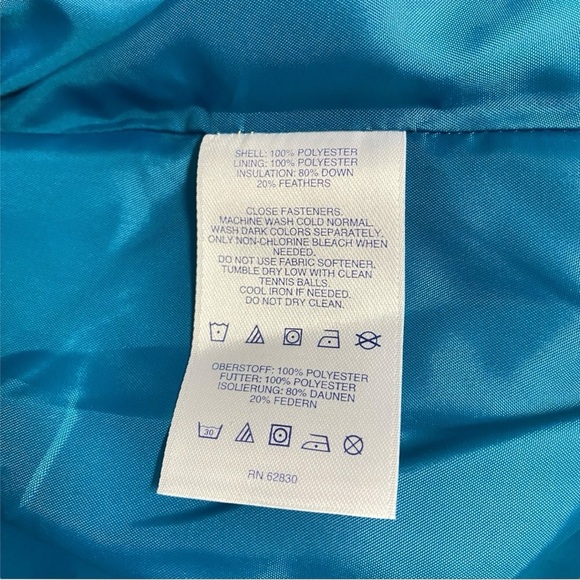 SHELL: 100% POLYESTER
LINING: 100% POLYESTER
INSULATION: 80% DOWN
20% FEATHERS
CLOSE FASTENERS.
MACHINE WASH COLD NORMAL.
WASH DARK COLORS SEPARATELY.
ONLY NON-CHLORINE BLEACH WHEN
NEEDED.
DO NOT USE FABRIC SOFTENER.
TUMBLE DRY LOW WITH CLEAN
TENNIS BALLS.
COOL IRON IF NEEDED.
DO NOT DRY CLEAN.
OBERSTOFF: 100% POLYESTER
FUTTER: 100% POLYESTER
ISOLIERUNG: 80% DAUNEN
20% FEDERN
30
RN 62830